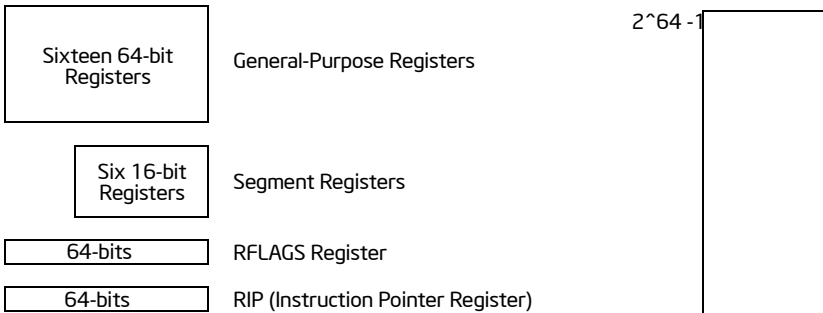 2^64 -1
Sixteen 64-bit
Registers
General-Purpose Registers
Six 16-bit
Registers
Segment Registers
64-bits
RFLAGS Register
64-bits
RIP (Instruction Pointer Register)